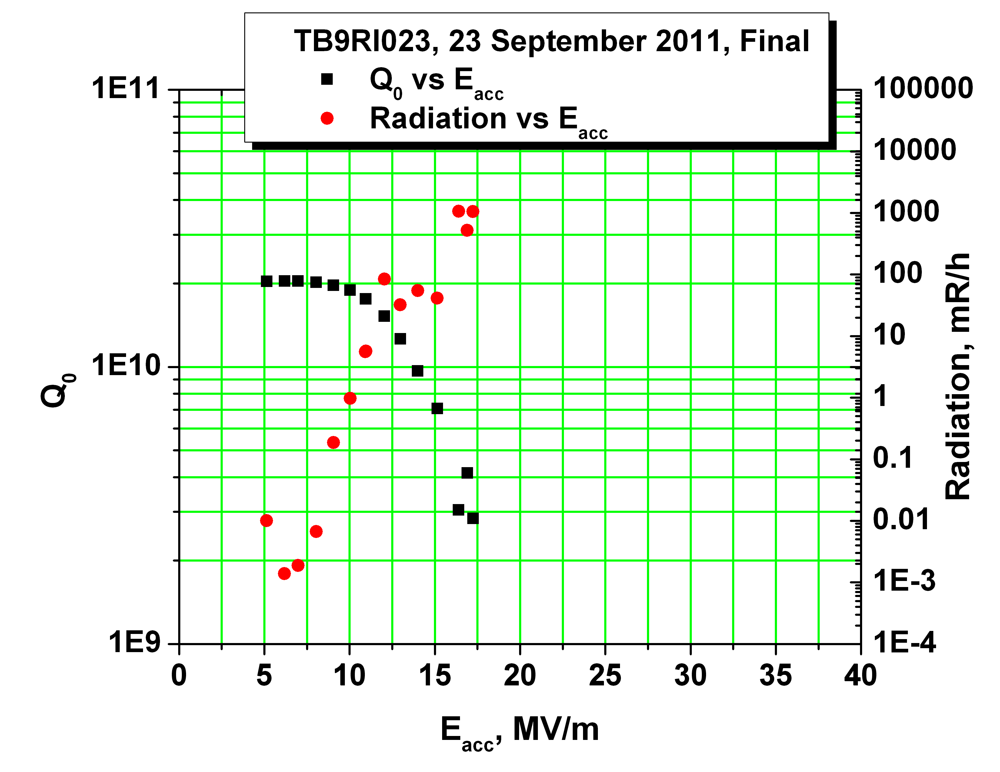 TB9RI023, 23 September 2011, Final
Q0 vs Eacc
Radiation vs Eacc
1E11
1E10
1E9
Q0
100000
10000
1000
100
10
1
0.1
0.01
1E-3
1E-4
Radiation, mR/h
0 5 10 15 20 25 30 35 40
Eacc, MV/m